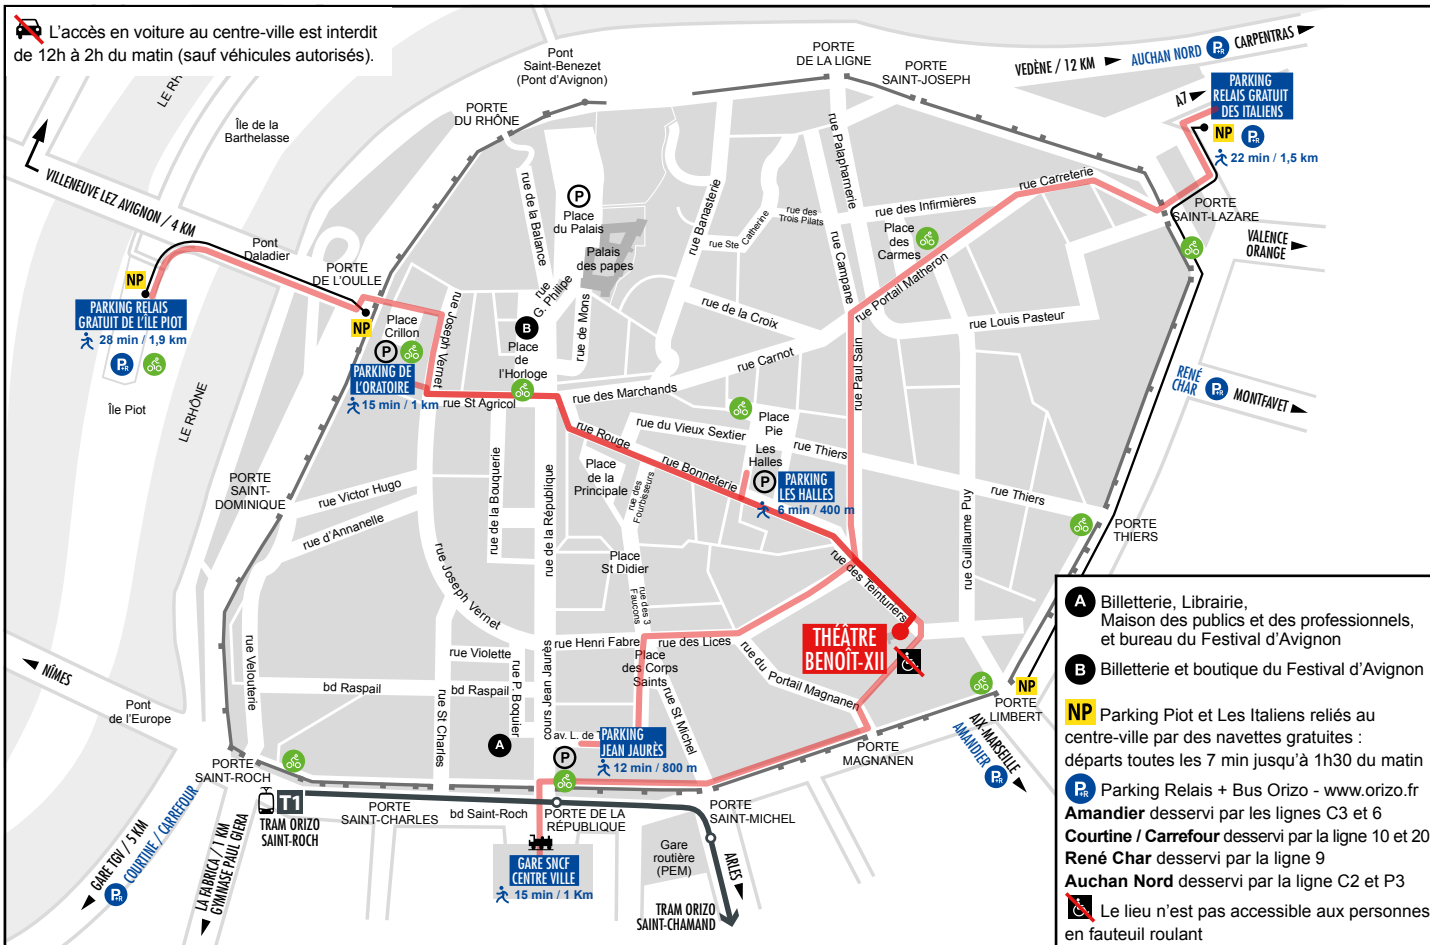 L'accès en voiture au centre-ville est interdit
de 12h à 2h du matin (sauf véhicules autorisés).
Pont
Saint-Benezet
(Pont d'Avignon)
PORTE
DE LA LIGNE
PORTE
SAINT-JOSEPH
VEDÈNE / 12 KM
AUCHAN NORD
P+R
CARPENTRAS
A7
PARKING
RELAIS GRATUIT
DES ITALIENS
NP
P+R
22 min / 1,5 km
LE RH
Île de la
Barthelasse
PORTE
DU RHÔNE
VILLENEUVE LEZ AVIGNON / 4 KM
Pont
Daladier
PORTE
DE L'OULLE
NP
PARKING RELAIS
GRATUIT DE L'ÎLE PIOT
28 min / 1,9 km
P+R
Île Piot
LE RHÔNE
NP
Place
Crillon
P
PARKING DE
L'ORATOIRE
15 min / 1 km
rue Joseph Vernet
rue St Agricol
rue de la Balance
P
Place
du Palais
Palais
des papes
rue
G. Philipe
rue de Mons
B
Place
de
l'Horloge
rue Banasterie
rue Ste
Catherine
rue des
Trois Pilats
rue Palapharnerie
rue Campane
rue des Infirmières
rue Carreterie
Place
des
Carmes
rue Portail Matheron
rue Louis Pasteur
PORTE
SAINT-LAZARE
VALENCE
ORANGE
RENÉ
CHAR
P+R
MONTFAVET
rue de la Croix
rue Carnot
rue des Marchands
rue Paul Sain
rue du Vieux Sextier
Place
Pie
Les
Halles
P
PARKING
LES HALLES
6 min / 400 m
rue Thiers
rue Thiers
PORTE
THIERS
rue Rouge
rue Bonneterie
Place
de la
Principale
rue des
Fourbisseurs
rue de la Bouquerie
rue de la République
PORTE
SAINT-
DOMINIQUE
rue Victor Hugo
rue d'Annanelle
rue Joseph Vernet
Place
St Didier
rue des 3
Faucons
rue des Teinturiers
rue Guillaume Puy
THÉÂTRE
BENOÎT-XII
rue Henri Fabre
rue des Lices
Place
des Corps
Saints
rue du
Portail Magnanen
rue Violette
bd Raspail
bd Raspail
rue P. Boquier
cours Jean Jaurès
rue St Michel
rue Velouterie
rue St Charles
A
av. L. de T
PARKING
JEAN JAURÈS
12 min / 800 m
P
NÎMES
Pont
de l'Europe
PORTE
SAINT-ROCH
T1
TRAM ORIZO
SAINT-ROCH
PORTE
SAINT-CHARLES
bd Saint-Roch
PORTE DE LA
RÉPUBLIQUE
PORTE
SAINT-MICHEL
PORTE
MAGNANEN
PORTE
LIMBERT
NP
AIX-MARSEILLE
AMANDIER
P+R
GARE TGV / 5 KM
COURTINE / CARREFOUR
P+R
LA FABRICA / 1 KM
GYMNASE PAUL GIERA
GARE SNCF
CENTRE VILLE
15 min / 1 Km
Gare
routière
(PEM)
ARLES
TRAM ORIZO
SAINT-CHAMAND
A Billetterie, Librairie,
Maison des publics et des professionnels,
et bureau du Festival d'Avignon
B Billetterie et boutique du Festival d'Avignon
NP Parking Piot et Les Italiens reliés au
centre-ville par des navettes gratuites :
départs toutes les 7 min jusqu'à 1h30 du matin
P+R Parking Relais + Bus Orizo - www.orizo.fr
Amandier desservi par les lignes C3 et 6
Courtine / Carrefour desservi par la ligne 10 et 20
René Char desservi par la ligne 9
Auchan Nord desservi par la ligne C2 et P3
Le lieu n'est pas accessible aux personnes
en fauteuil roulant